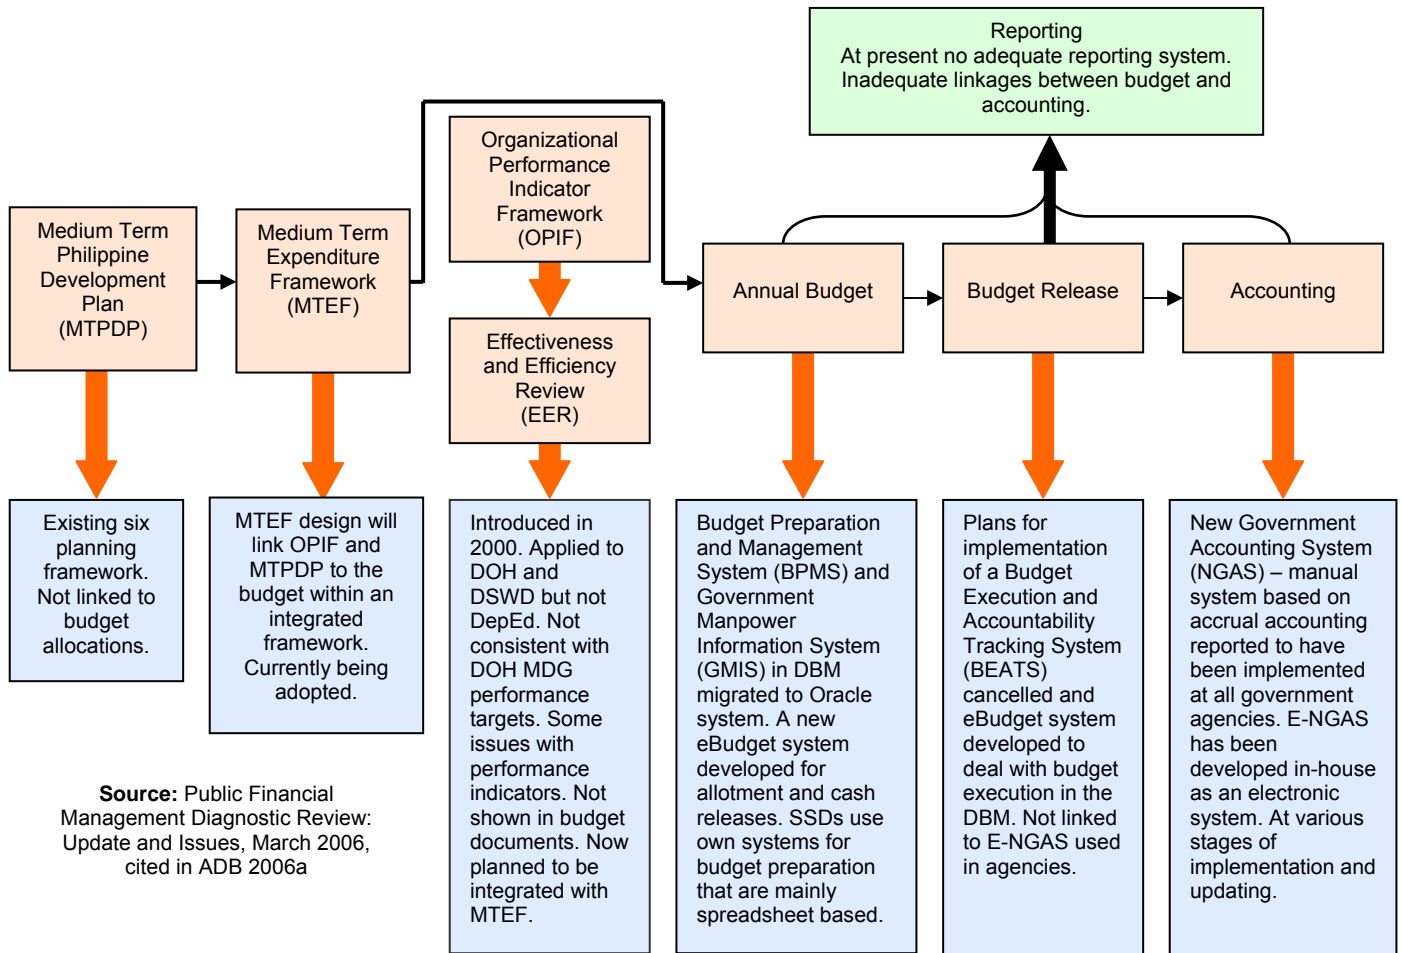 Reporting
At present no adequate reporting system.
Inadequate linkages between budget and
accounting.
Medium Term
Philippine
Development
Plan
(MTPDP)
Medium Term
Expenditure
Framework
(MTEF)
Organizational
Performance
Indicator
Framework
(OPIF)
Effectiveness
and Efficiency
Review
(EER)
Annual Budget
Budget Release
Accounting
Existing six
planning
framework.
Not linked to
budget
allocations.
MTEF design will
link OPIF and
MTPDP to the
budget within an
integrated
framework.
Currently being
adopted.
Introduced in
2000. Applied to
DOH and
DSWD but not
DepEd. Not
consistent with
DOH MDG
performance
targets. Some
issues with
performance
indicators. Not
shown in budget
documents. Now
planned to be
integrated with
MTEF.
Budget Preparation
and Management
System (BPMS) and
Government
Manpower
Information System
(GMIS) in DBM
migrated to Oracle
system. A new
eBudget system
developed for
allotment and cash
releases. SSDs use
own systems for
budget preparation
that are mainly
spreadsheet based.
Plans for
implementation
of a Budget
Execution and
Accountability
Tracking System
(BEATS)
cancelled and
eBudget system
developed to
deal with budget
execution in the
DBM. Not linked
to E-NGAS used
in agencies.
New Government
Accounting System
(NGAS) – manual
system based on
accrual accounting
reported to have
been implemented
at all government
agencies. E-NGAS
has been
developed in-house
as an electronic
system. At various
stages of
implementation and
updating.
Source: Public Financial
Management Diagnostic Review:
Update and Issues, March 2006,
cited in ADB 2006a